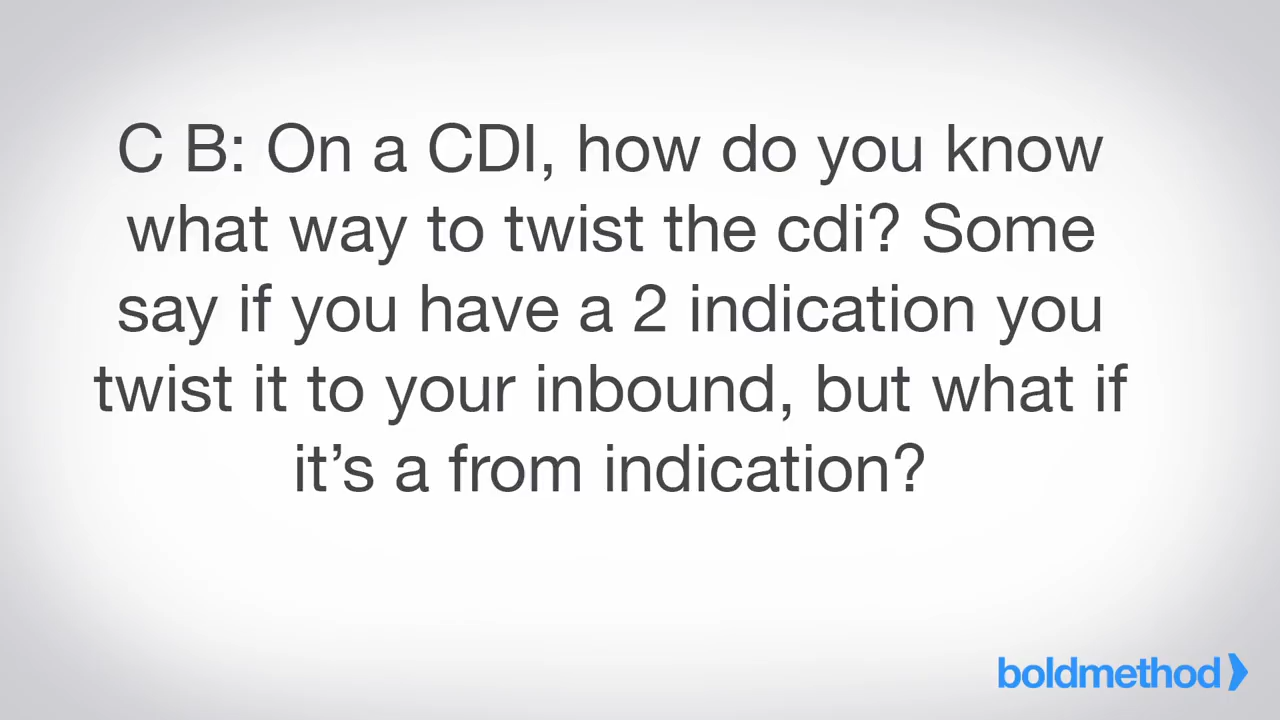 C B: On a CDI, how do you know
what way to twist the cdi? Some
say if you have a 2 indication you
twist it to your inbound, but what if
it’s a from indication?
boldmethod